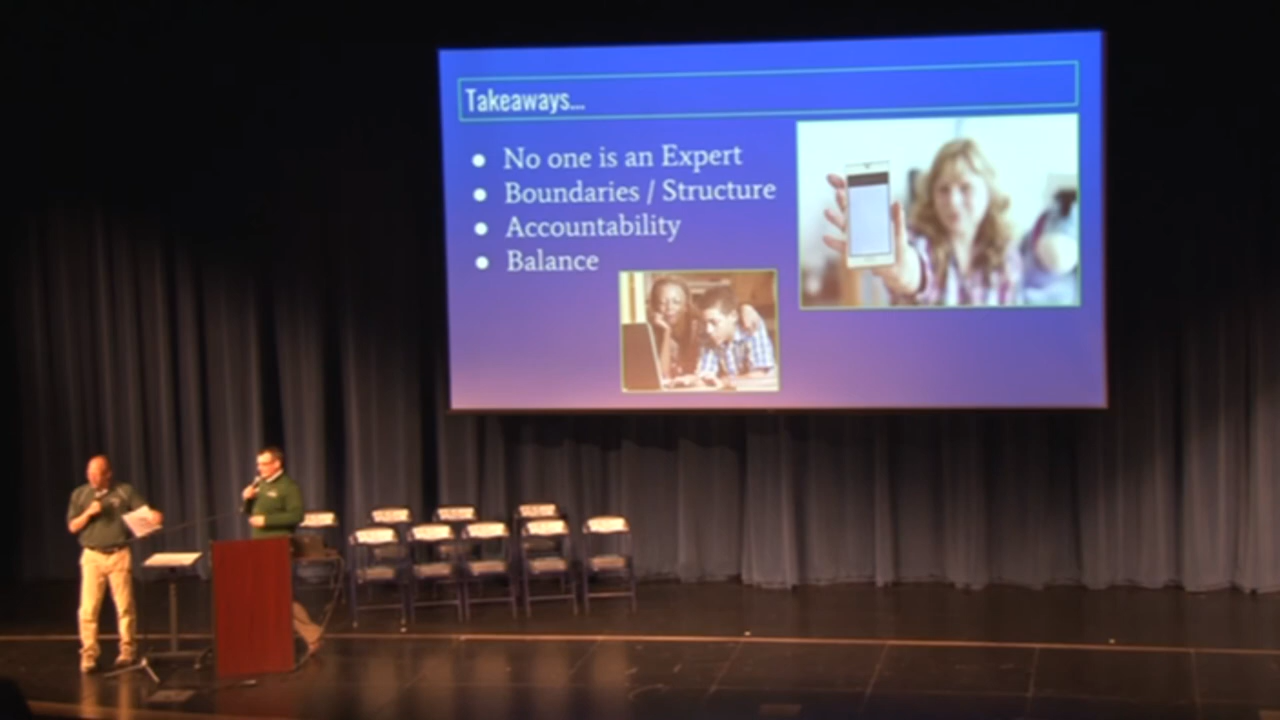 Takeaways...
● No one is an Expert
● Boundaries / Structure
● Accountability
● Balance